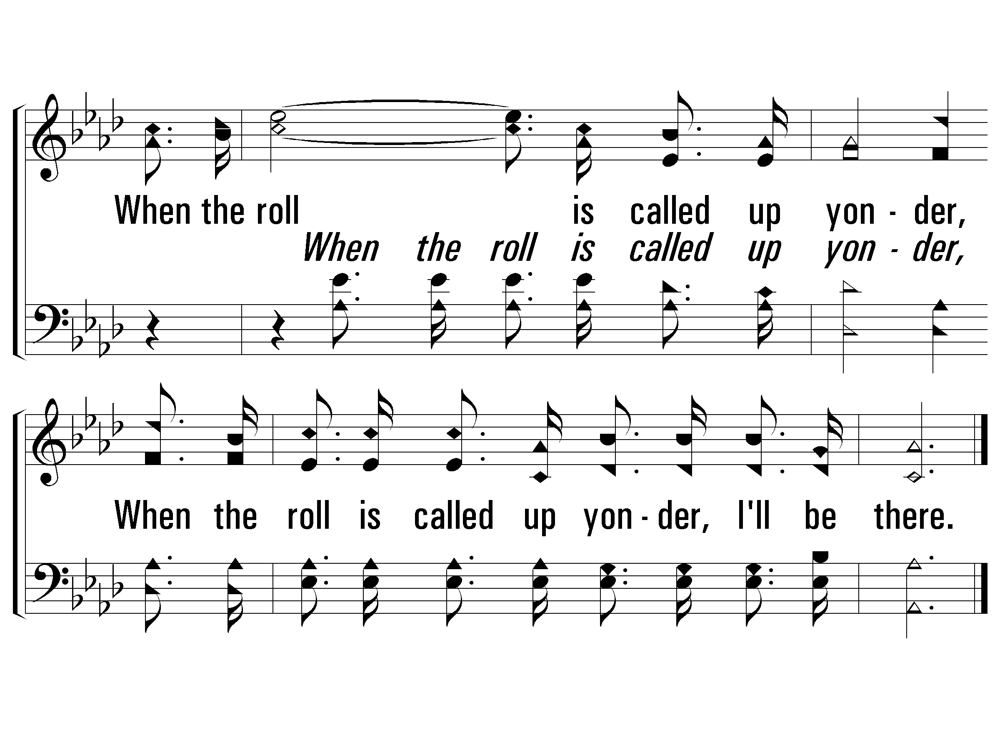 When the roll is called up yon - der,
When the roll is called up yon - der,
When the roll is called up yon - der, I'll be there.